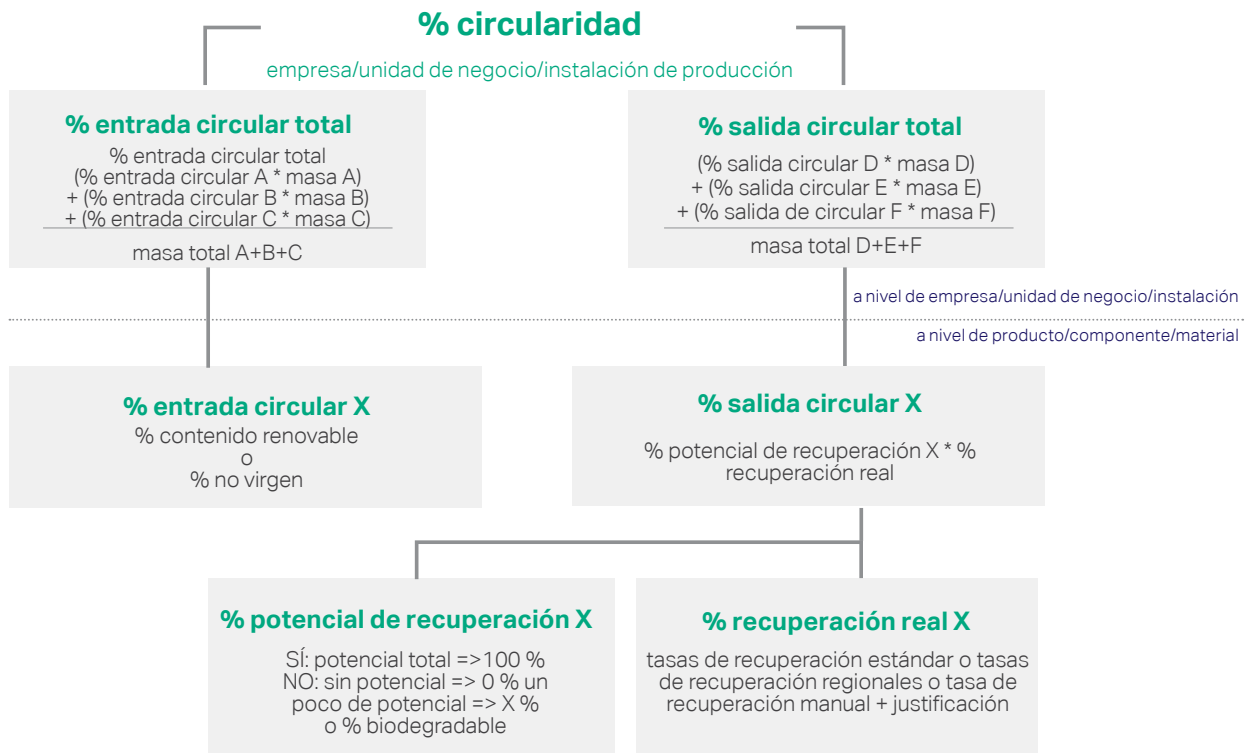 % circularidad
empresa/unidad de negocio/instalación de producción
% entrada circular total
% entrada circular total
(% entrada circular A * masa A)
+ (% entrada circular B * masa B)
+ (% entrada circular C * masa C)
masa total A+B+C
% salida circular total
(% salida circular D * masa D)
+ (% salida circular E * masa E)
+ (% salida de circular F * masa F)
masa total D+E+F
a nivel de empresa/unidad de negocio/instalación
a nivel de producto/componente/material
% entrada circular X
% contenido renovable
o
% no virgen
% salida circular X
% potencial de recuperación X * %
recuperación real
% potencial de recuperación X
SÍ: potencial total =>100 %
NO: sin potencial => 0 % un
poco de potencial => X %
o % biodegradable
% recuperación real X
tasas de recuperación estándar o tasas
de recuperación regionales o tasa de
recuperación manual + justificación